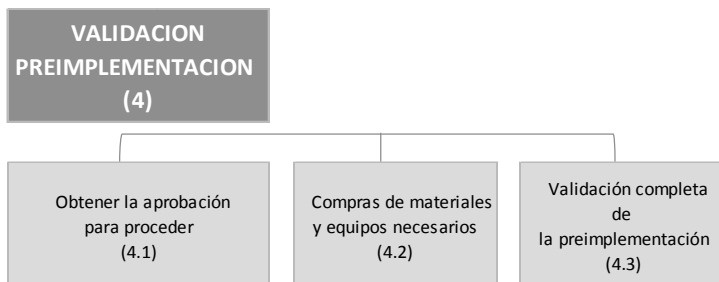 VALIDACION
PREIMPLEMENTACION
(4)
Obtener la aprobación
para proceder
(4.1)
Compras de materiales
y equipos necesarios
(4.2)
Validación completa
de
la preimplementación
(4.3)